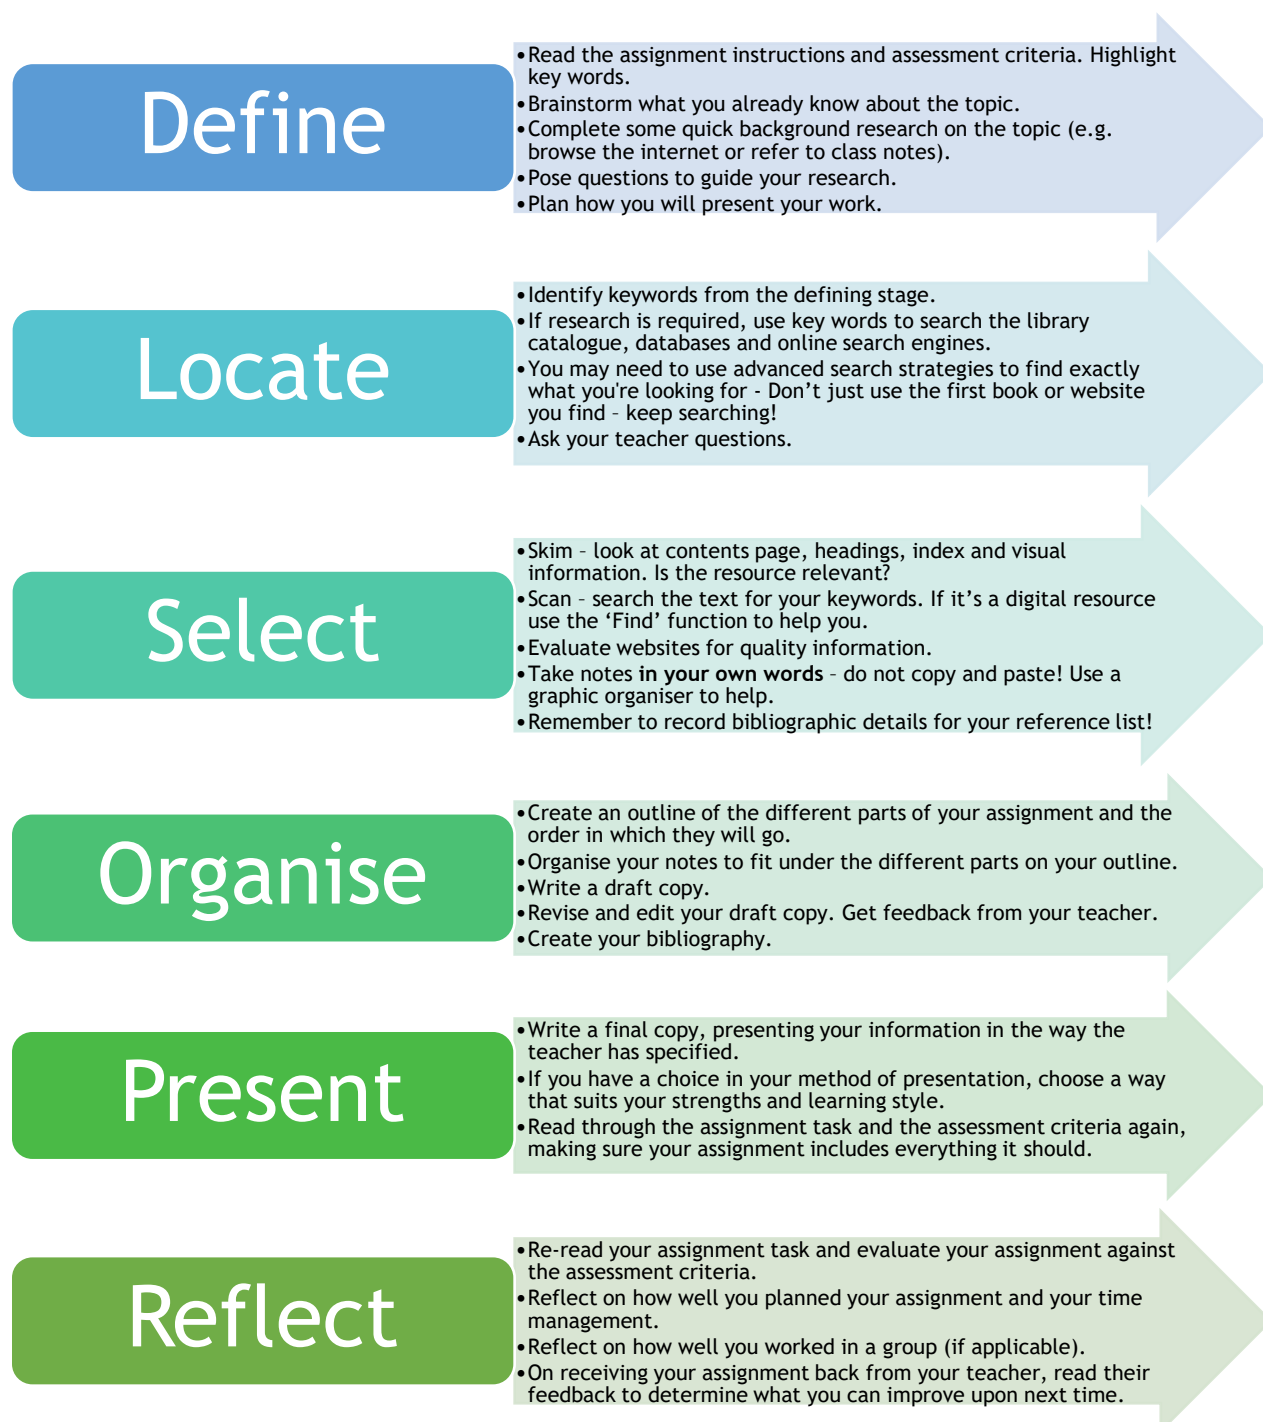 Define
•Read the assignment instructions and assessment criteria. Highlight
key words.
•Brainstorm what you already know about the topic.
•Complete some quick background research on the topic (e.g.
browse the internet or refer to class notes).
•Pose questions to guide your research.
•Plan how you will present your work.
Locate
•Identify keywords from the defining stage.
•If research is required, use key words to search the library
catalogue, databases and online search engines.
•You may need to use advanced search strategies to find exactly
what you're looking for - Don’t just use the first book or website
you find – keep searching!
•Ask your teacher questions.
Select
•Skim – look at contents page, headings, index and visual
information. Is the resource relevant?
•Scan – search the text for your keywords. If it’s a digital resource
use the ‘Find’ function to help you.
•Evaluate websites for quality information.
•Take notes in your own words – do not copy and paste! Use a
graphic organiser to help.
•Remember to record bibliographic details for your reference list!
Organise
•Create an outline of the different parts of your assignment and the
order in which they will go.
•Organise your notes to fit under the different parts on your outline.
•Write a draft copy.
•Revise and edit your draft copy. Get feedback from your teacher.
•Create your bibliography.
Present
•Write a final copy, presenting your information in the way the
teacher has specified.
•If you have a choice in your method of presentation, choose a way
that suits your strengths and learning style.
•Read through the assignment task and the assessment criteria again,
making sure your assignment includes everything it should.
Reflect
•Re-read your assignment task and evaluate your assignment against
the assessment criteria.
•Reflect on how well you planned your assignment and your time
management.
•Reflect on how well you worked in a group (if applicable).
•On receiving your assignment back from your teacher, read their
feedback to determine what you can improve upon next time.